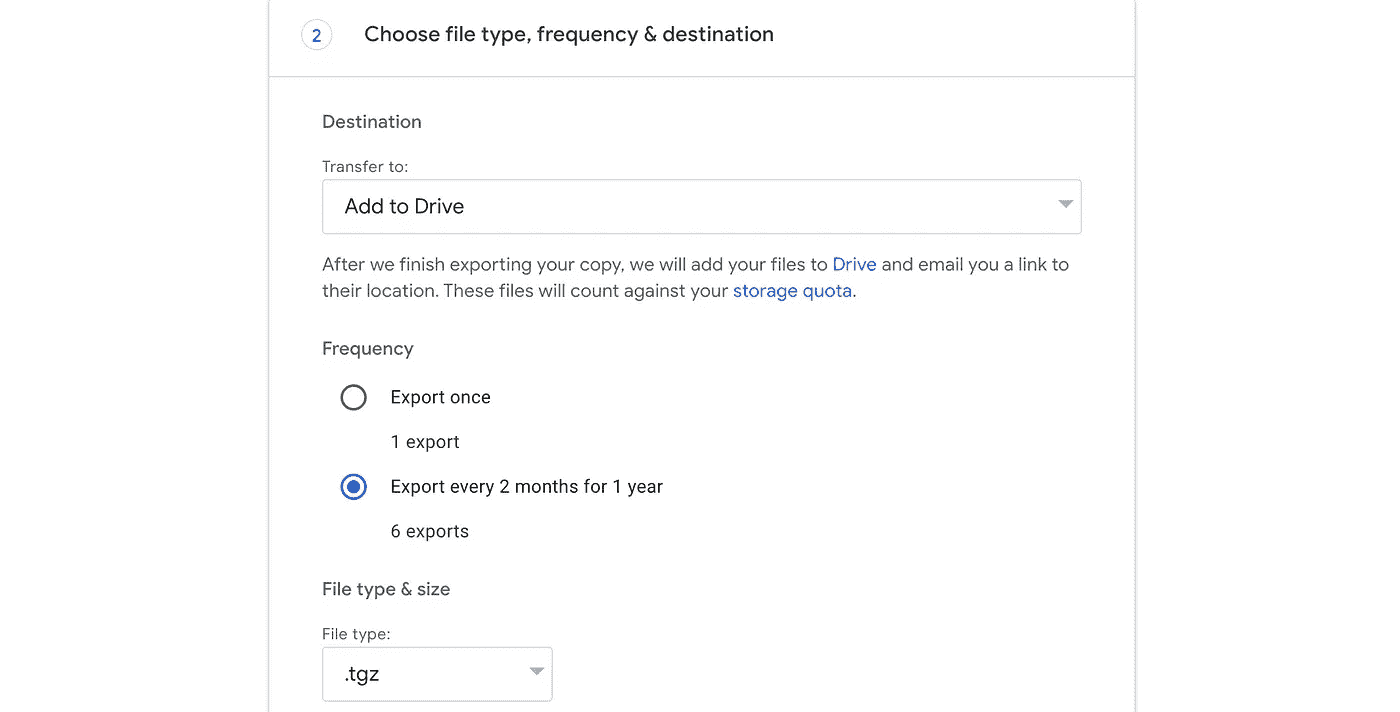 2
Choose file type, frequency & destination
Destination
Transfer to:
Add to Drive
After we finish exporting your copy, we will add your files to Drive and email you a link to
their location. These files will count against your storage quota.
Frequency
Export once
1 export
Export every 2 months for 1 year
6 exports
File type & size
File type:
.tgz